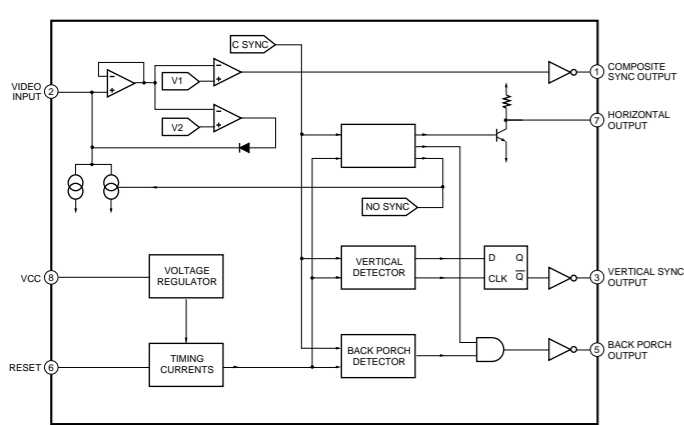 C SYNC
COMPOSITE
SYNC OUTPUT
1
VIDEO
INPUT
2
V1
V2
HORIZONTAL
OUTPUT
7
NO SYNC
VCC
8
VOLTAGE
REGULATOR
VERTICAL
DETECTOR
D Q
CLK Q̅
3
VERTICAL SYNC
OUTPUT
RESET
6
TIMING
CURRENTS
BACK PORCH
DETECTOR
5
BACK PORCH
OUTPUT